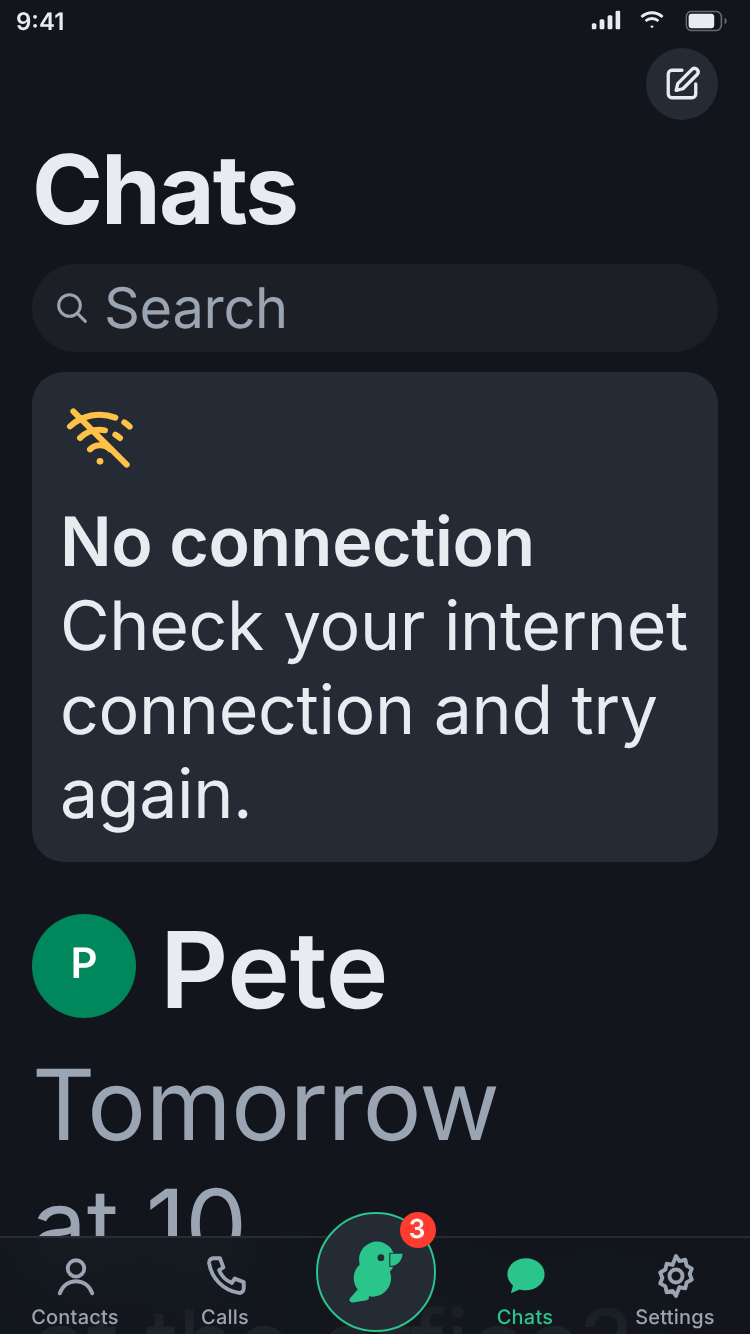 9:41
Chats
Search
No connection
Check your internet
connection and try
again.
P
Pete
Tomorrow
at 10
3
Contacts
Calls
Chats
Settings